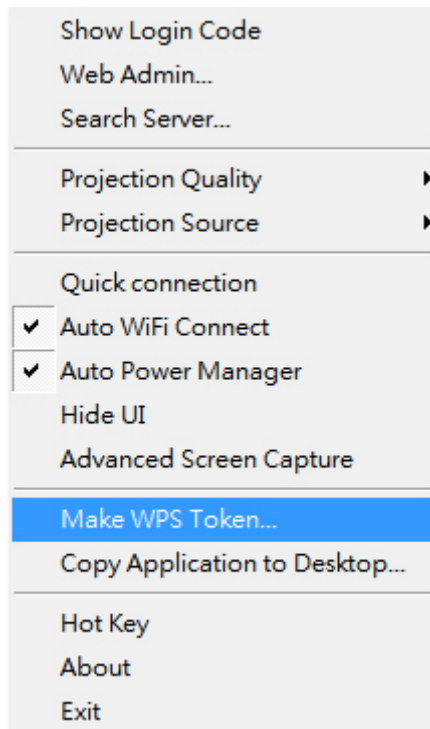 Show Login Code
Web Admin...
Search Server...
Projection Quality
Projection Source
Quick connection
Auto WiFi Connect
Auto Power Manager
Hide UI
Advanced Screen Capture
Make WPS Token...
Copy Application to Desktop...
Hot Key
About
Exit